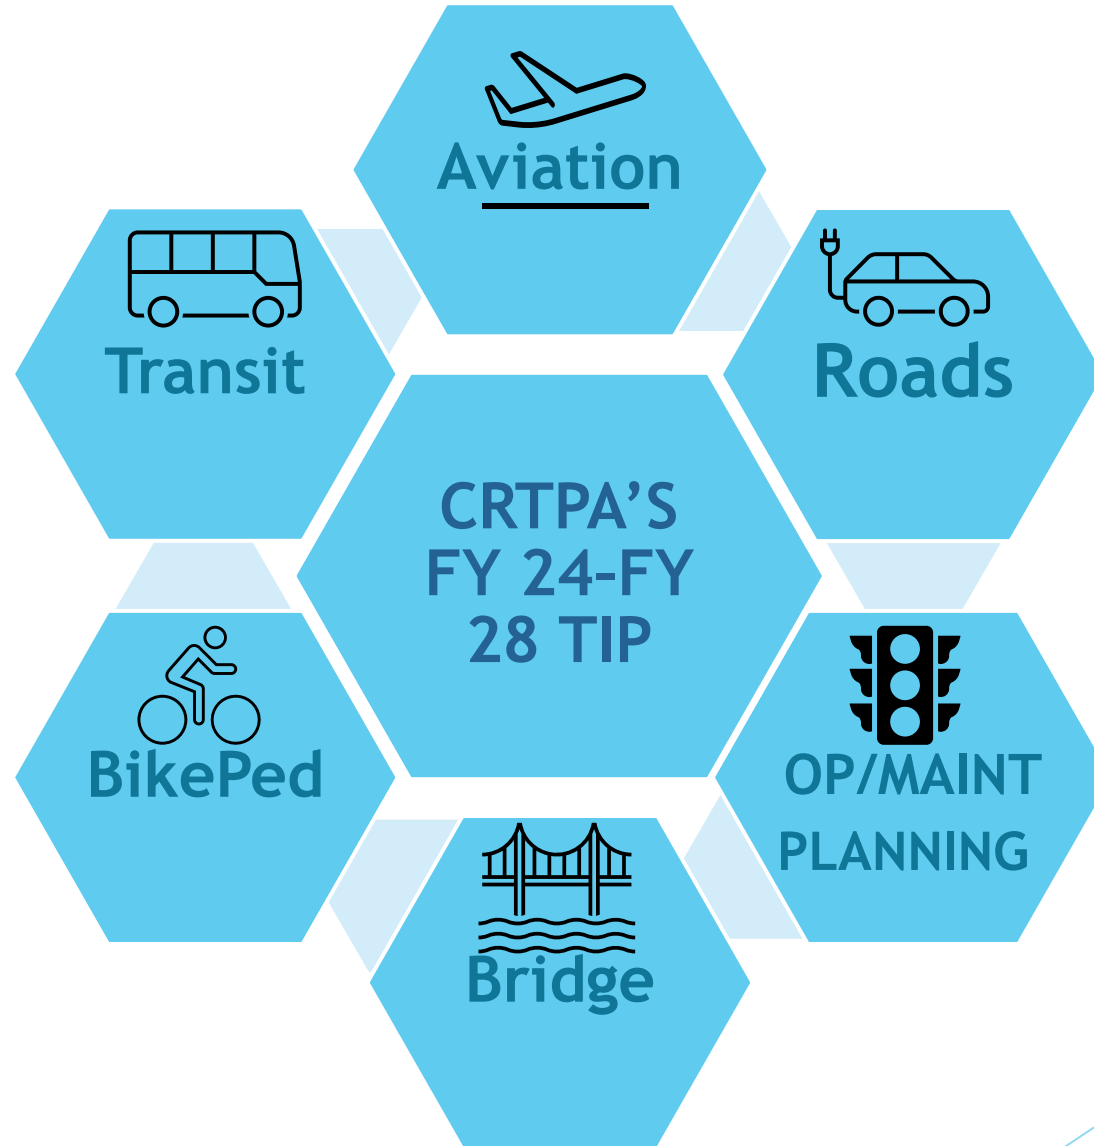 Aviation
Transit
Roads
CRTPA’S
FY 24-FY
28 TIP
BikePed
OP/MAINT
PLANNING
Bridge